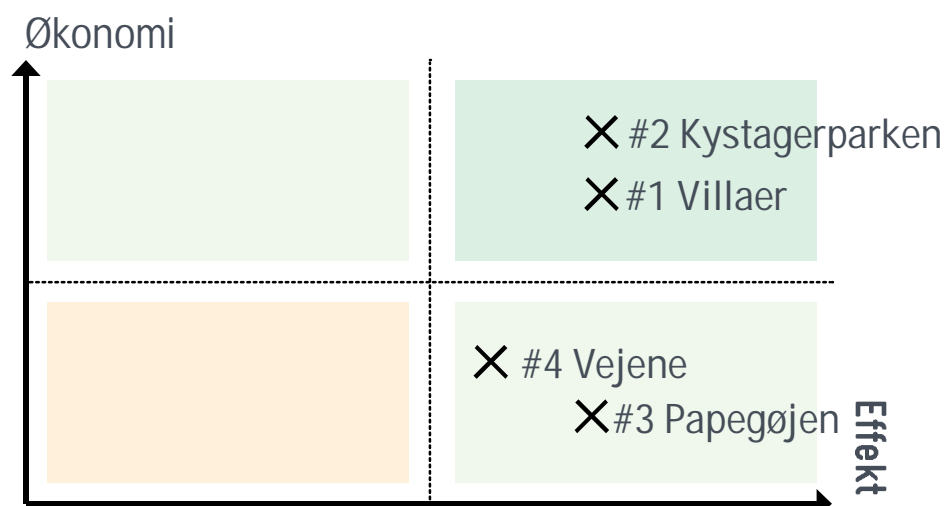 Økonomi
#2 Kystagerparken
#1 Villaer
#4 Vejene
#3 Papegøjen
Effekt